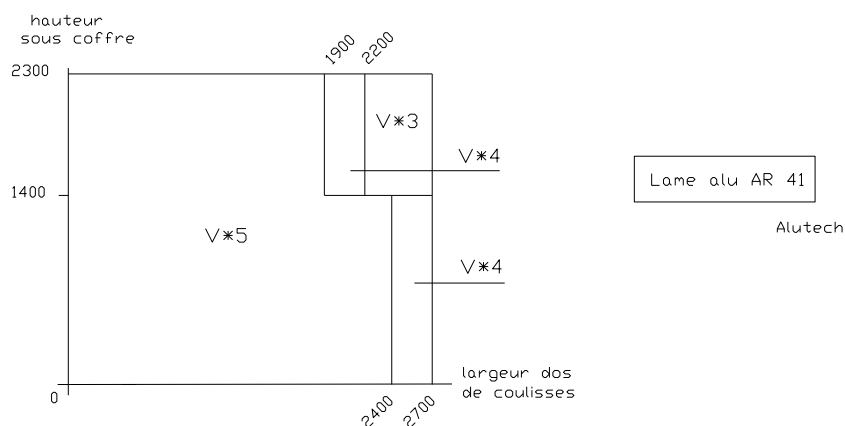 hauteur
sous coffre
1900
2200
2300
V*3
V*4
Lame alu AR 41
1400
Alutech
V*5
V*4
largeur dos
de coulisses
0
2400
2700